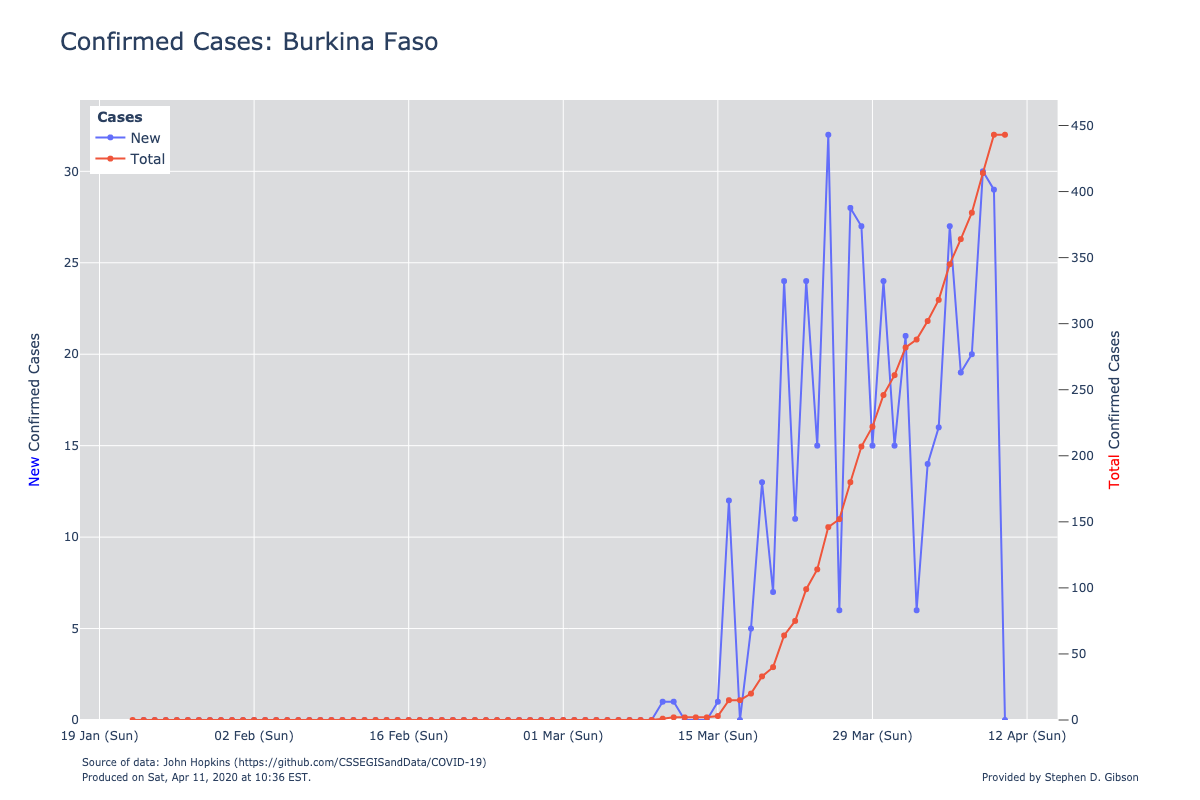 Confirmed Cases: Burkina Faso
Cases
New
Total
30
25
20
15
10
5
0
New Confirmed Cases
450
400
350
300
250
200
150
100
50
0
Total Confirmed Cases
19 Jan (Sun)
02 Feb (Sun)
16 Feb (Sun)
01 Mar (Sun)
15 Mar (Sun)
29 Mar (Sun)
12 Apr (Sun)
Source of data: John Hopkins (https://github.com/CSSEGISandData/COVID-19)
Produced on Sat, Apr 11, 2020 at 10:36 EST.
Provided by Stephen D. Gibson